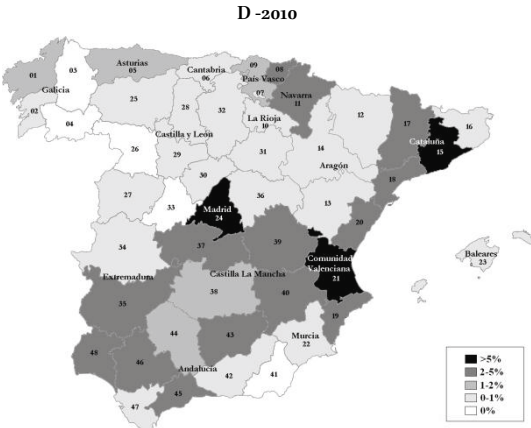 D -2010
01
03
Asturias
05
Cantabria
06
09
08
País Vasco
07
Navarra
11
Galicia
02
04
25
28
32
La Rioja
10
12
17
16
Cataluña
15
Castilla y León
26
29
31
14
Aragón
18
30
27
33
Madrid
24
36
13
20
34
37
39
Comunidad
Valenciana
21
Baleares
23
Extremadura
Castilla La Mancha
35
38
40
19
44
43
Murcia
22
48
46
Andalucía
42
41
45
47
>5%
2-5%
1-2%
0-1%
0%